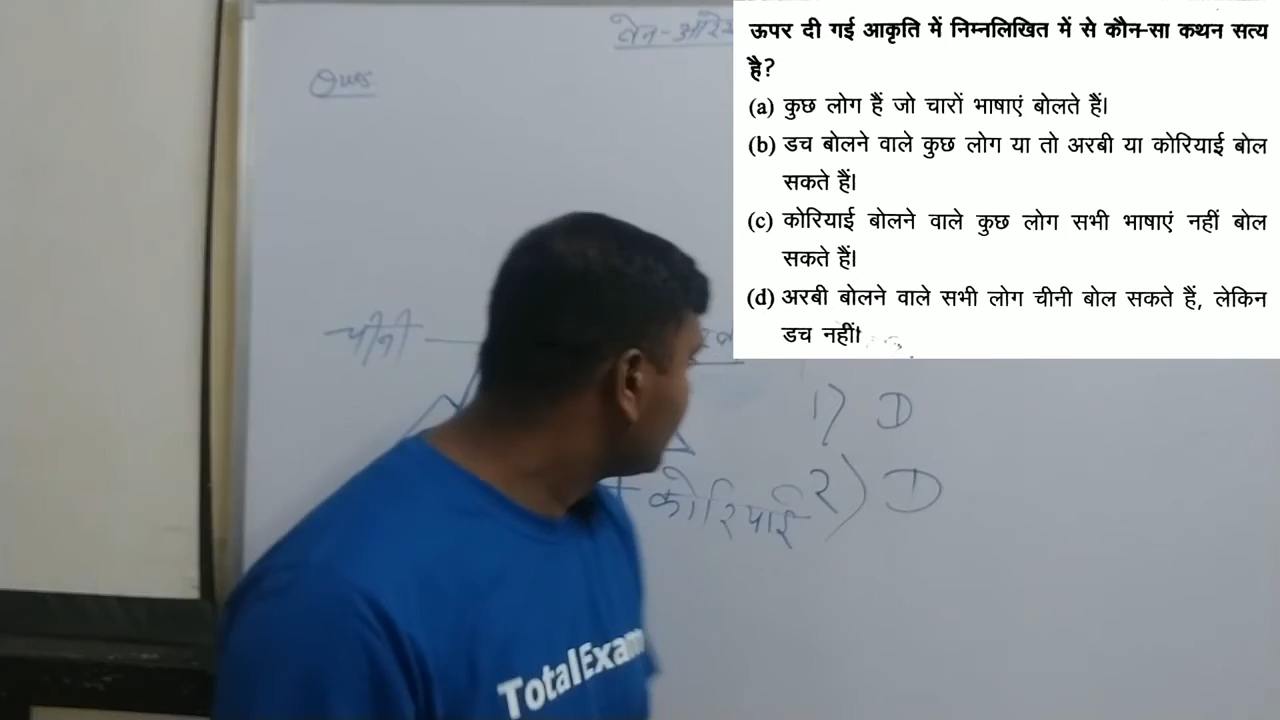 वेन-आरे
Ques.
ऊपर दी गई आकृति में निम्नलिखित में से कौन-सा कथन सत्य
है?
(a) कुछ लोग हैं जो चारों भाषाएं बोलते हैं।
(b) डच बोलने वाले कुछ लोग या तो अरबी या कोरियाई बोल
सकते हैं।
(c) कोरियाई बोलने वाले कुछ लोग सभी भाषाएं नहीं बोल
सकते हैं।
(d) अरबी बोलने वाले सभी लोग चीनी बोल सकते हैं, लेकिन
डच नहीं।
चीनी
1) D
कोरियाई
2) D
TotalExam